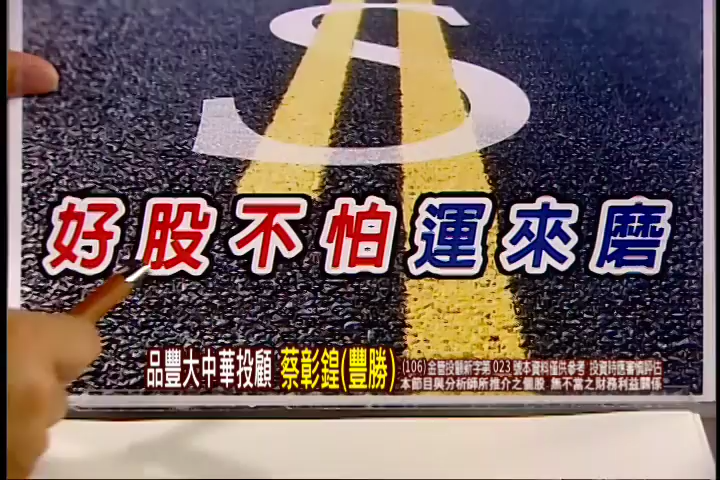 S
好股不怕運來磨
品豐大中華投顧 蔡彰鍠(豐勝)
(106)金管投顧新字第023號本資料僅供參考 投資時應審慎評估
本節目與分析師所推介之個股 無不當之財務利益關係